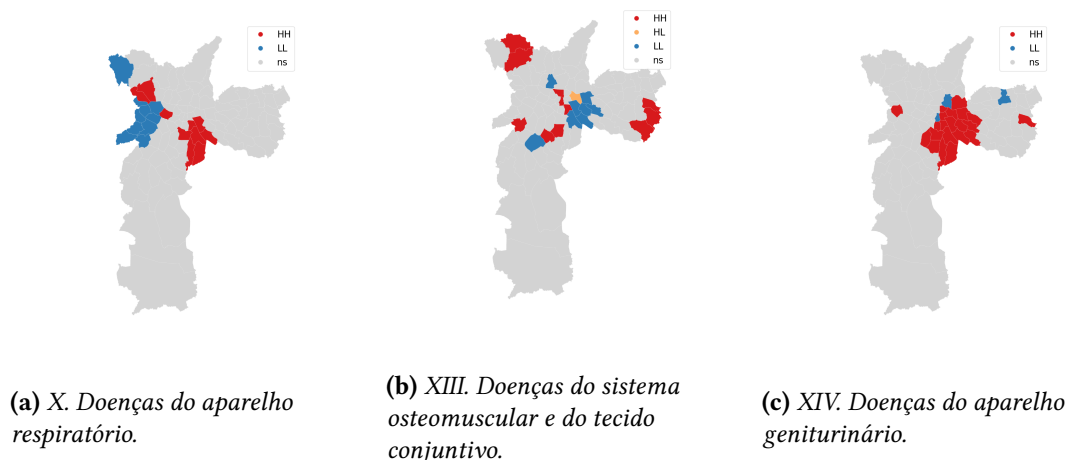 HH
LL
ns
HH
HL
LL
ns
HH
LL
ns
(a) X. Doenças do aparelho
respiratório.
(b) XIII. Doenças do sistema
osteomuscular e do tecido
conjuntivo.
(c) XIV. Doenças do aparelho
geniturinário.